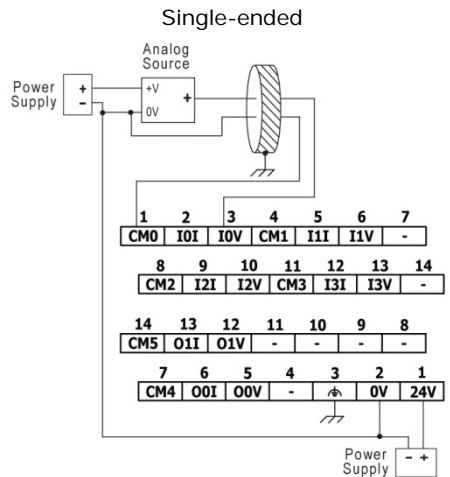 Single-ended
Analog
Source
Power
Supply
+
-
+V
0V
+
1 2 3 4 5 6 7
CM0 I0I I0V CM1 I1I I1V -
8 9 10 11 12 13 14
CM2 I2I I2V CM3 I3I I3V -
14 13 12 11 10 9 8
CM5 O1I O1V - - - -
7 6 5 4 3 2 1
CM4 O0I O0V - 0V 24V
Power
Supply
- +